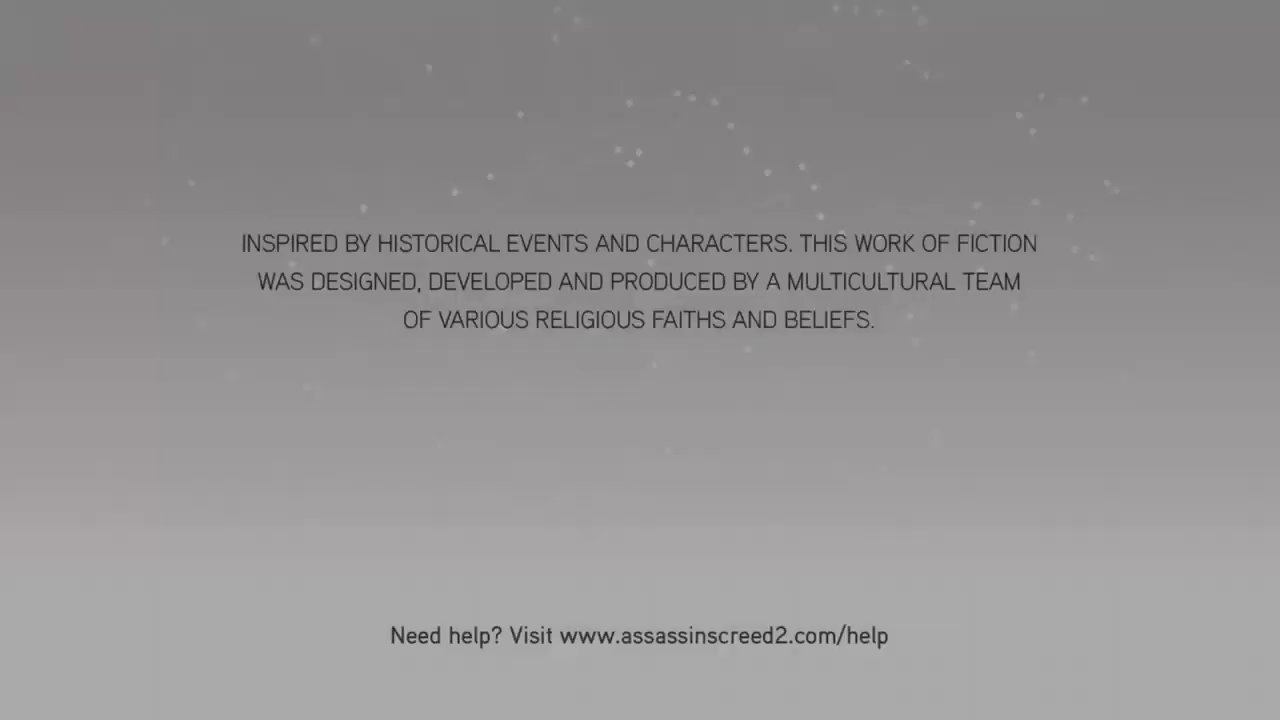 INSPIRED BY HISTORICAL EVENTS AND CHARACTERS. THIS WORK OF FICTION
WAS DESIGNED, DEVELOPED AND PRODUCED BY A MULTICULTURAL TEAM
OF VARIOUS RELIGIOUS FAITHS AND BELIEFS.
Need help? Visit www.assassinscreed2.com/help